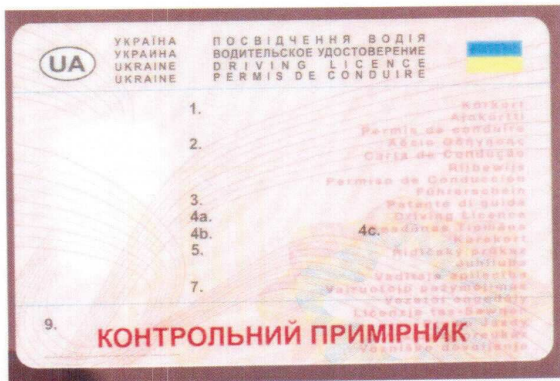 UA
УКРАЇНА ПОСВІДЧЕННЯ ВОДІЯ
УКРАИНА ВОДИТЕЛЬСКОЕ УДОСТОВЕРЕНИЕ
UKRAINE DRIVING LICENCE
UKRAINE PERMIS DE CONDUIRE
1.
Körkort
Ajokortti
Permis de conduire
2.
Carta de Condução
Rijbewijs
Permiso de Conducción
Führerschein
3.
Patente di guida
4a.
Driving Licence
4b. 4c.
5.
7.
9.
КОНТРОЛЬНИЙ ПРИМІРНИК